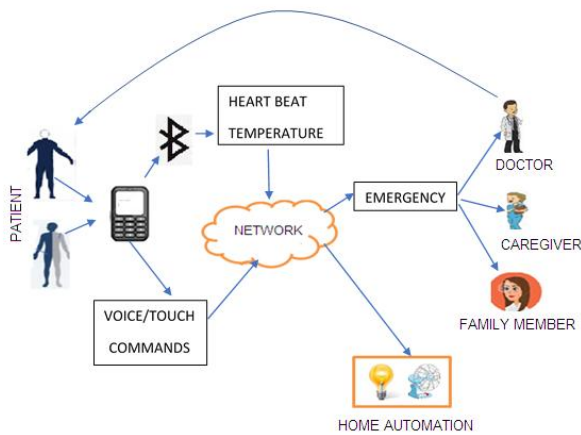 HEART BEAT
TEMPERATURE
DOCTOR
PATIENT
EMERGENCY
NETWORK
CAREGIVER
VOICE/TOUCH
COMMANDS
FAMILY MEMBER
HOME AUTOMATION